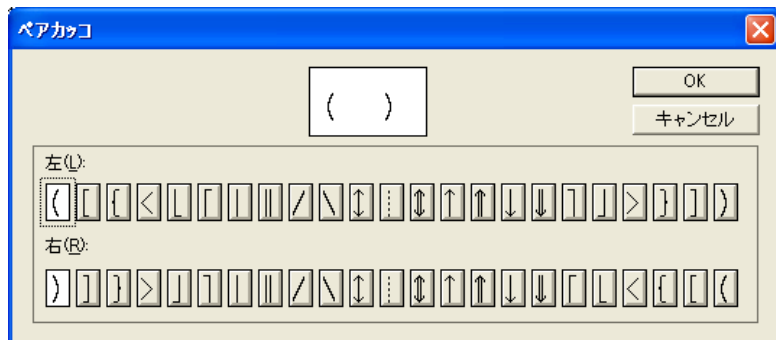 ペアカッコ
( )
OK
キャンセル
左(L):
( [ { < ⌊ ⌈ | ‖ / \ ↕ ┊ ⇕ ↑ ⇑ ↓ ⇓ ⌉ ⌋ > } ] )
右(R):
) ] } > ⌋ ⌉ | ‖ / \ ↕ ┊ ⇕ ↑ ⇑ ↓ ⇓ ⌈ ⌊ < { [ (